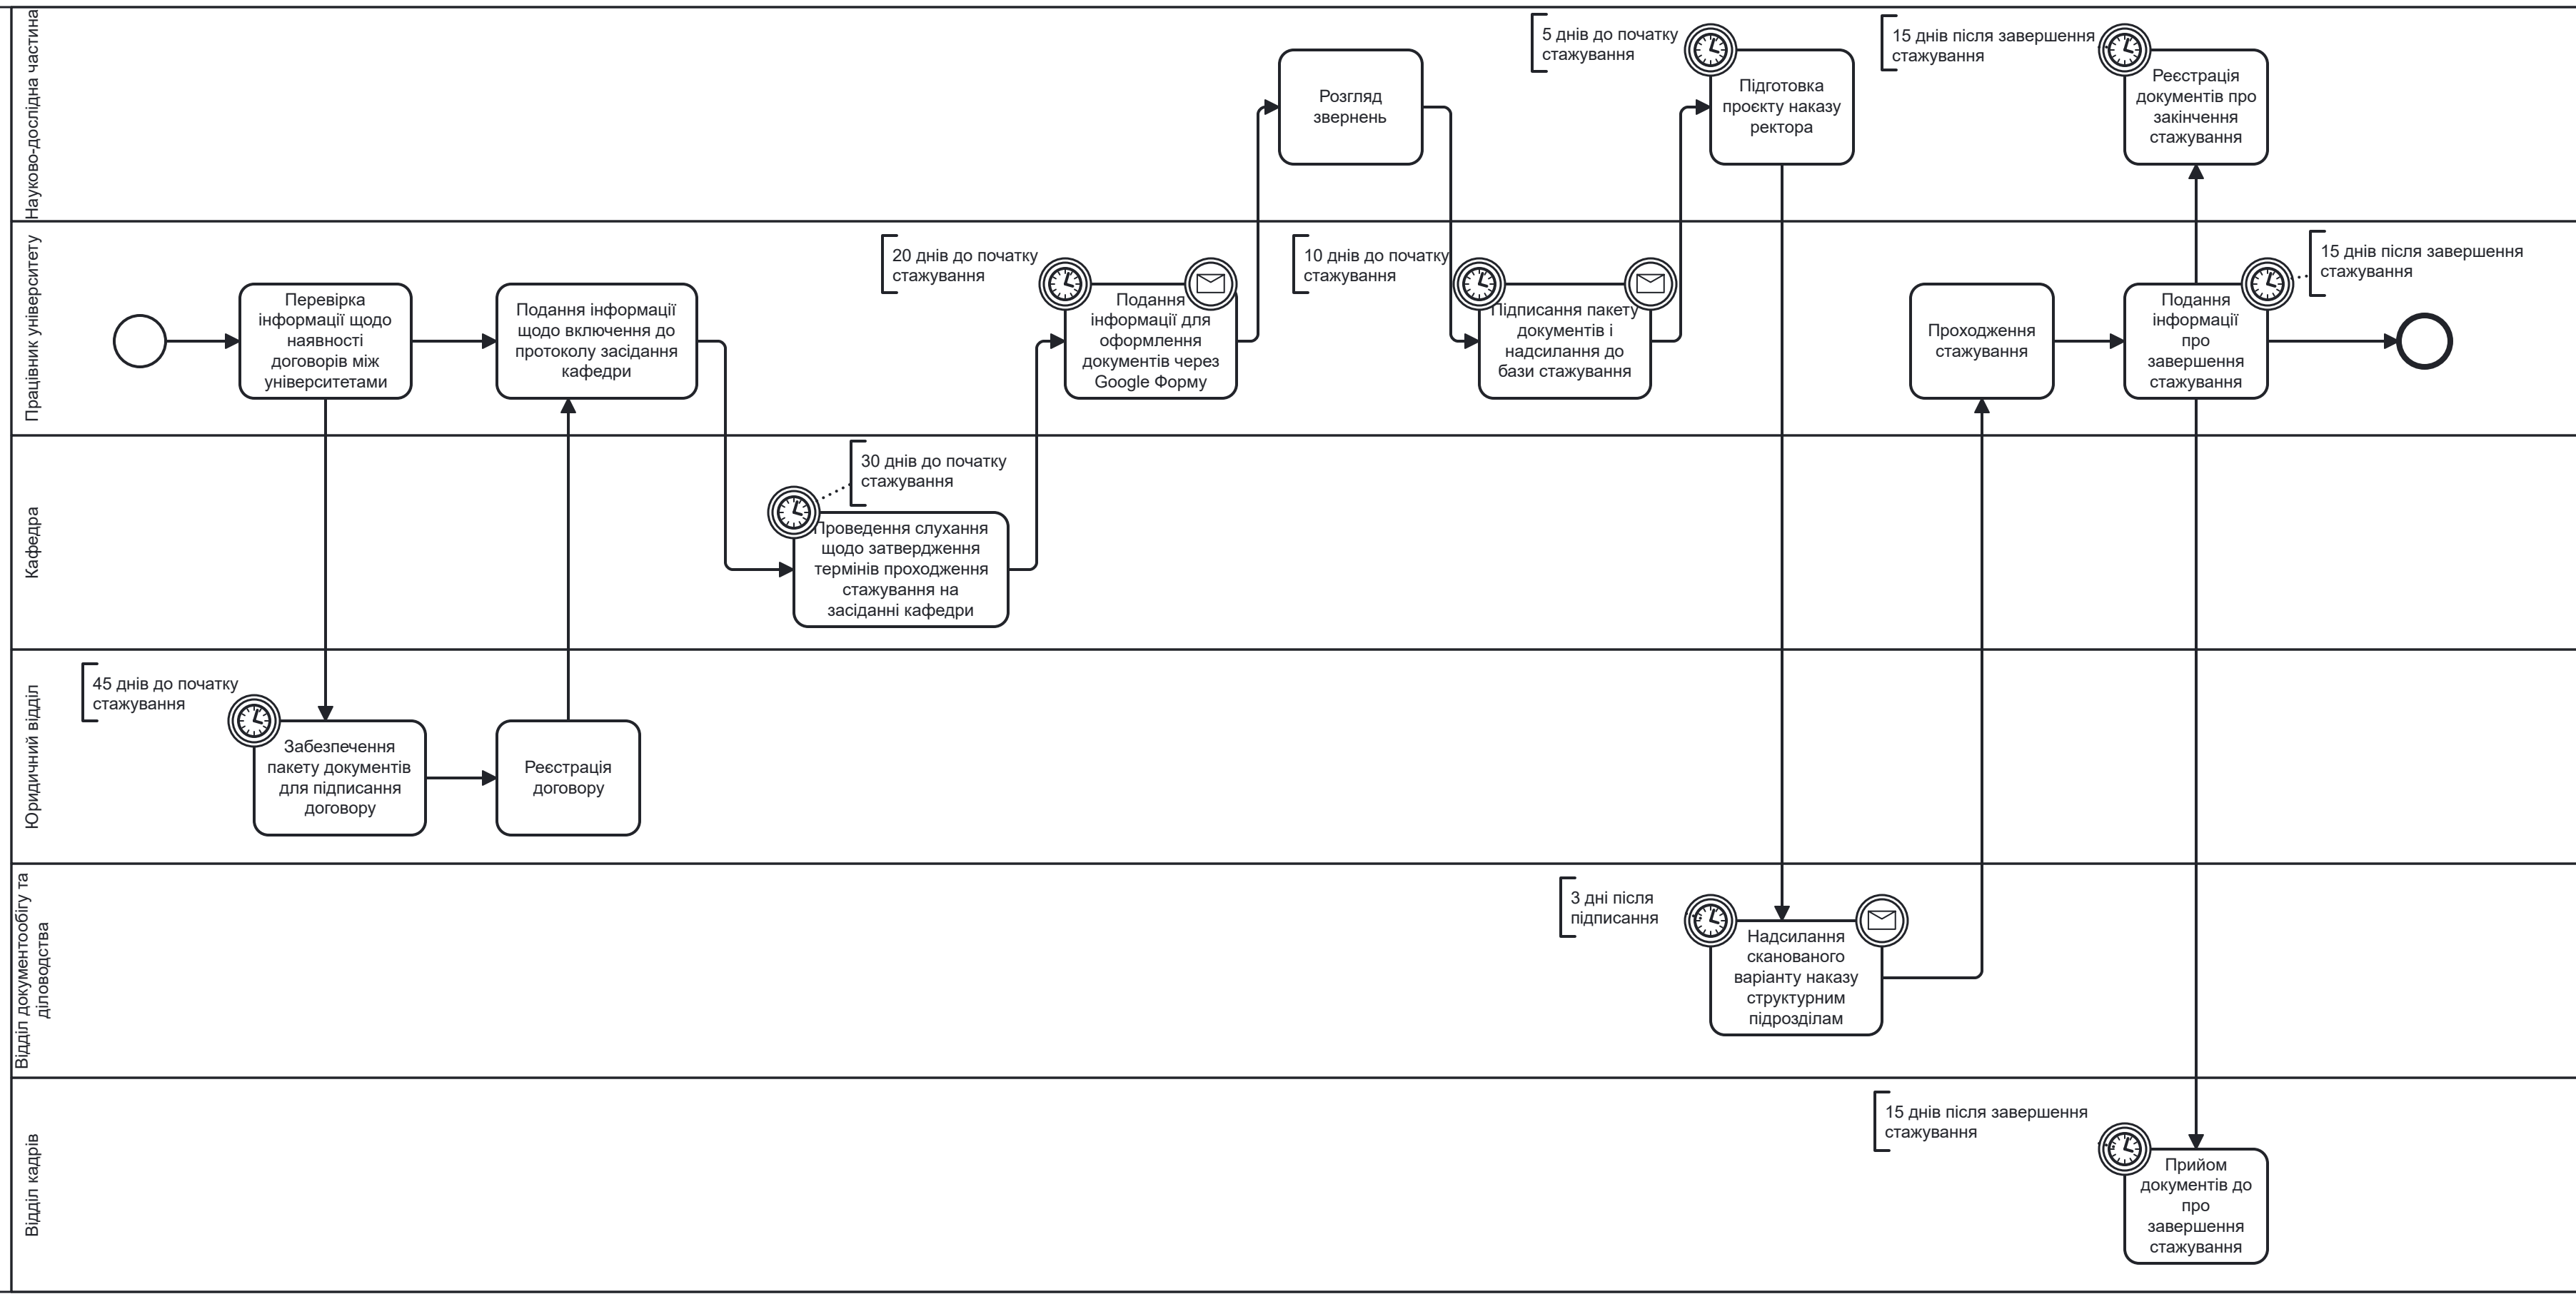 Науково-дослідна частина
5 днів до початку
стажування
15 днів після завершення
стажування
Розгляд
звернень
Підготовка
проєкту наказу
ректора
Реєстрація
документів про
закінчення
стажування
Працівник університету
Перевірка
інформації щодо
наявності
договорів між
університетами
Подання інформації
щодо включення до
протоколу засідання
кафедри
20 днів до початку
стажування
Подання
інформації для
оформлення
документів через
Google Форму
10 днів до початку
стажування
Підписання пакету
документів і
надсилання до
бази стажування
Проходження
стажування
Подання
інформації
про
завершення
стажування
15 днів після завершення
стажування
Кафедра
30 днів до початку
стажування
Проведення слухання
щодо затвердження
термінів проходження
стажування на
засіданні кафедри
Юридичний відділ
45 днів до початку
стажування
Забезпечення
пакету документів
для підписання
договору
Реєстрація
договору
Відділ документообігу та
діловодства
3 дні після
підписання
Надсилання
сканованого
варіанту наказу
структурним
підрозділам
Відділ кадрів
15 днів після завершення
стажування
Прийом
документів до
про
завершення
стажування